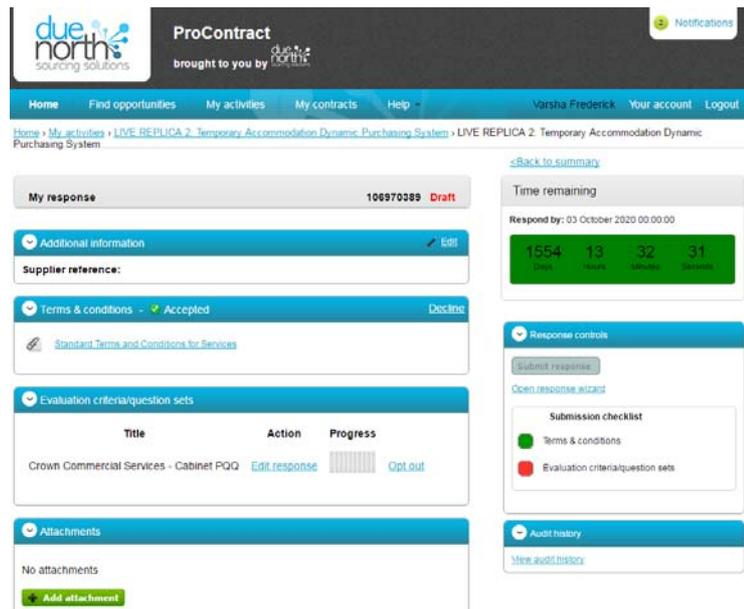 due
north
sourcing solutions
ProContract
brought to you by due north
2 Notifications
Home Find opportunities My activities My contracts Help
Varsha Frederick Your account Logout
Home › My activities › LIVE REPLICA 2: Temporary Accommodation Dynamic Purchasing System › LIVE REPLICA 2: Temporary Accommodation Dynamic
Purchasing System
<Back to summary
My response 106970389 Draft
Additional information Edit
Supplier reference:
Terms & conditions - Accepted Decline
Standard Terms and Conditions for Services
Evaluation criteria/question sets
Title Action Progress
Crown Commercial Services - Cabinet PQQ Edit response Opt out
Attachments
No attachments
Add attachment
Time remaining
Respond by: 03 October 2020 00:00:00
1554 13 32 31
Days Hours Minutes Seconds
Response controls
Submit response
Open response wizard
Submission checklist
Terms & conditions
Evaluation criteria/question sets
Audit history
View audit history